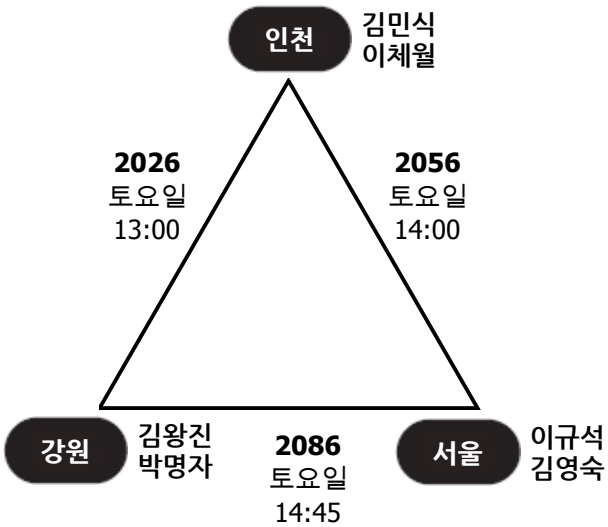 인천
김민식
이체월
2026
토요일
13:00
2056
토요일
14:00
강원
김왕진
박명자
2086
토요일
14:45
서울
이규석
김영숙